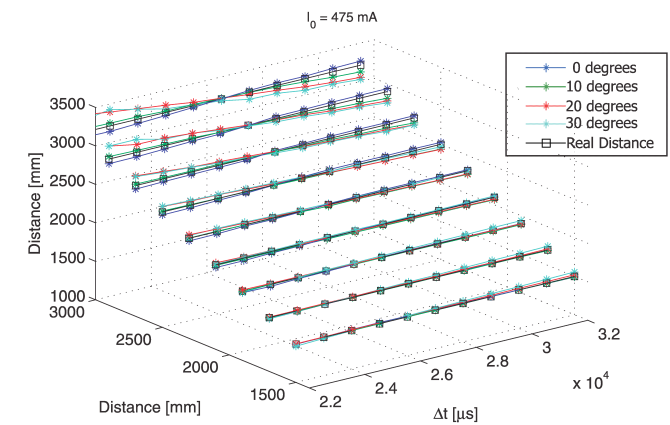 I0 = 475 mA
0 degrees
10 degrees
20 degrees
30 degrees
Real Distance
3500
3000
2500
2000
1500
1000
Distance [mm]
3000
2500
2000
1500
Distance [mm]
2.2
2.4
2.6
2.8
3
3.2
x 10^4
Δt [μs]